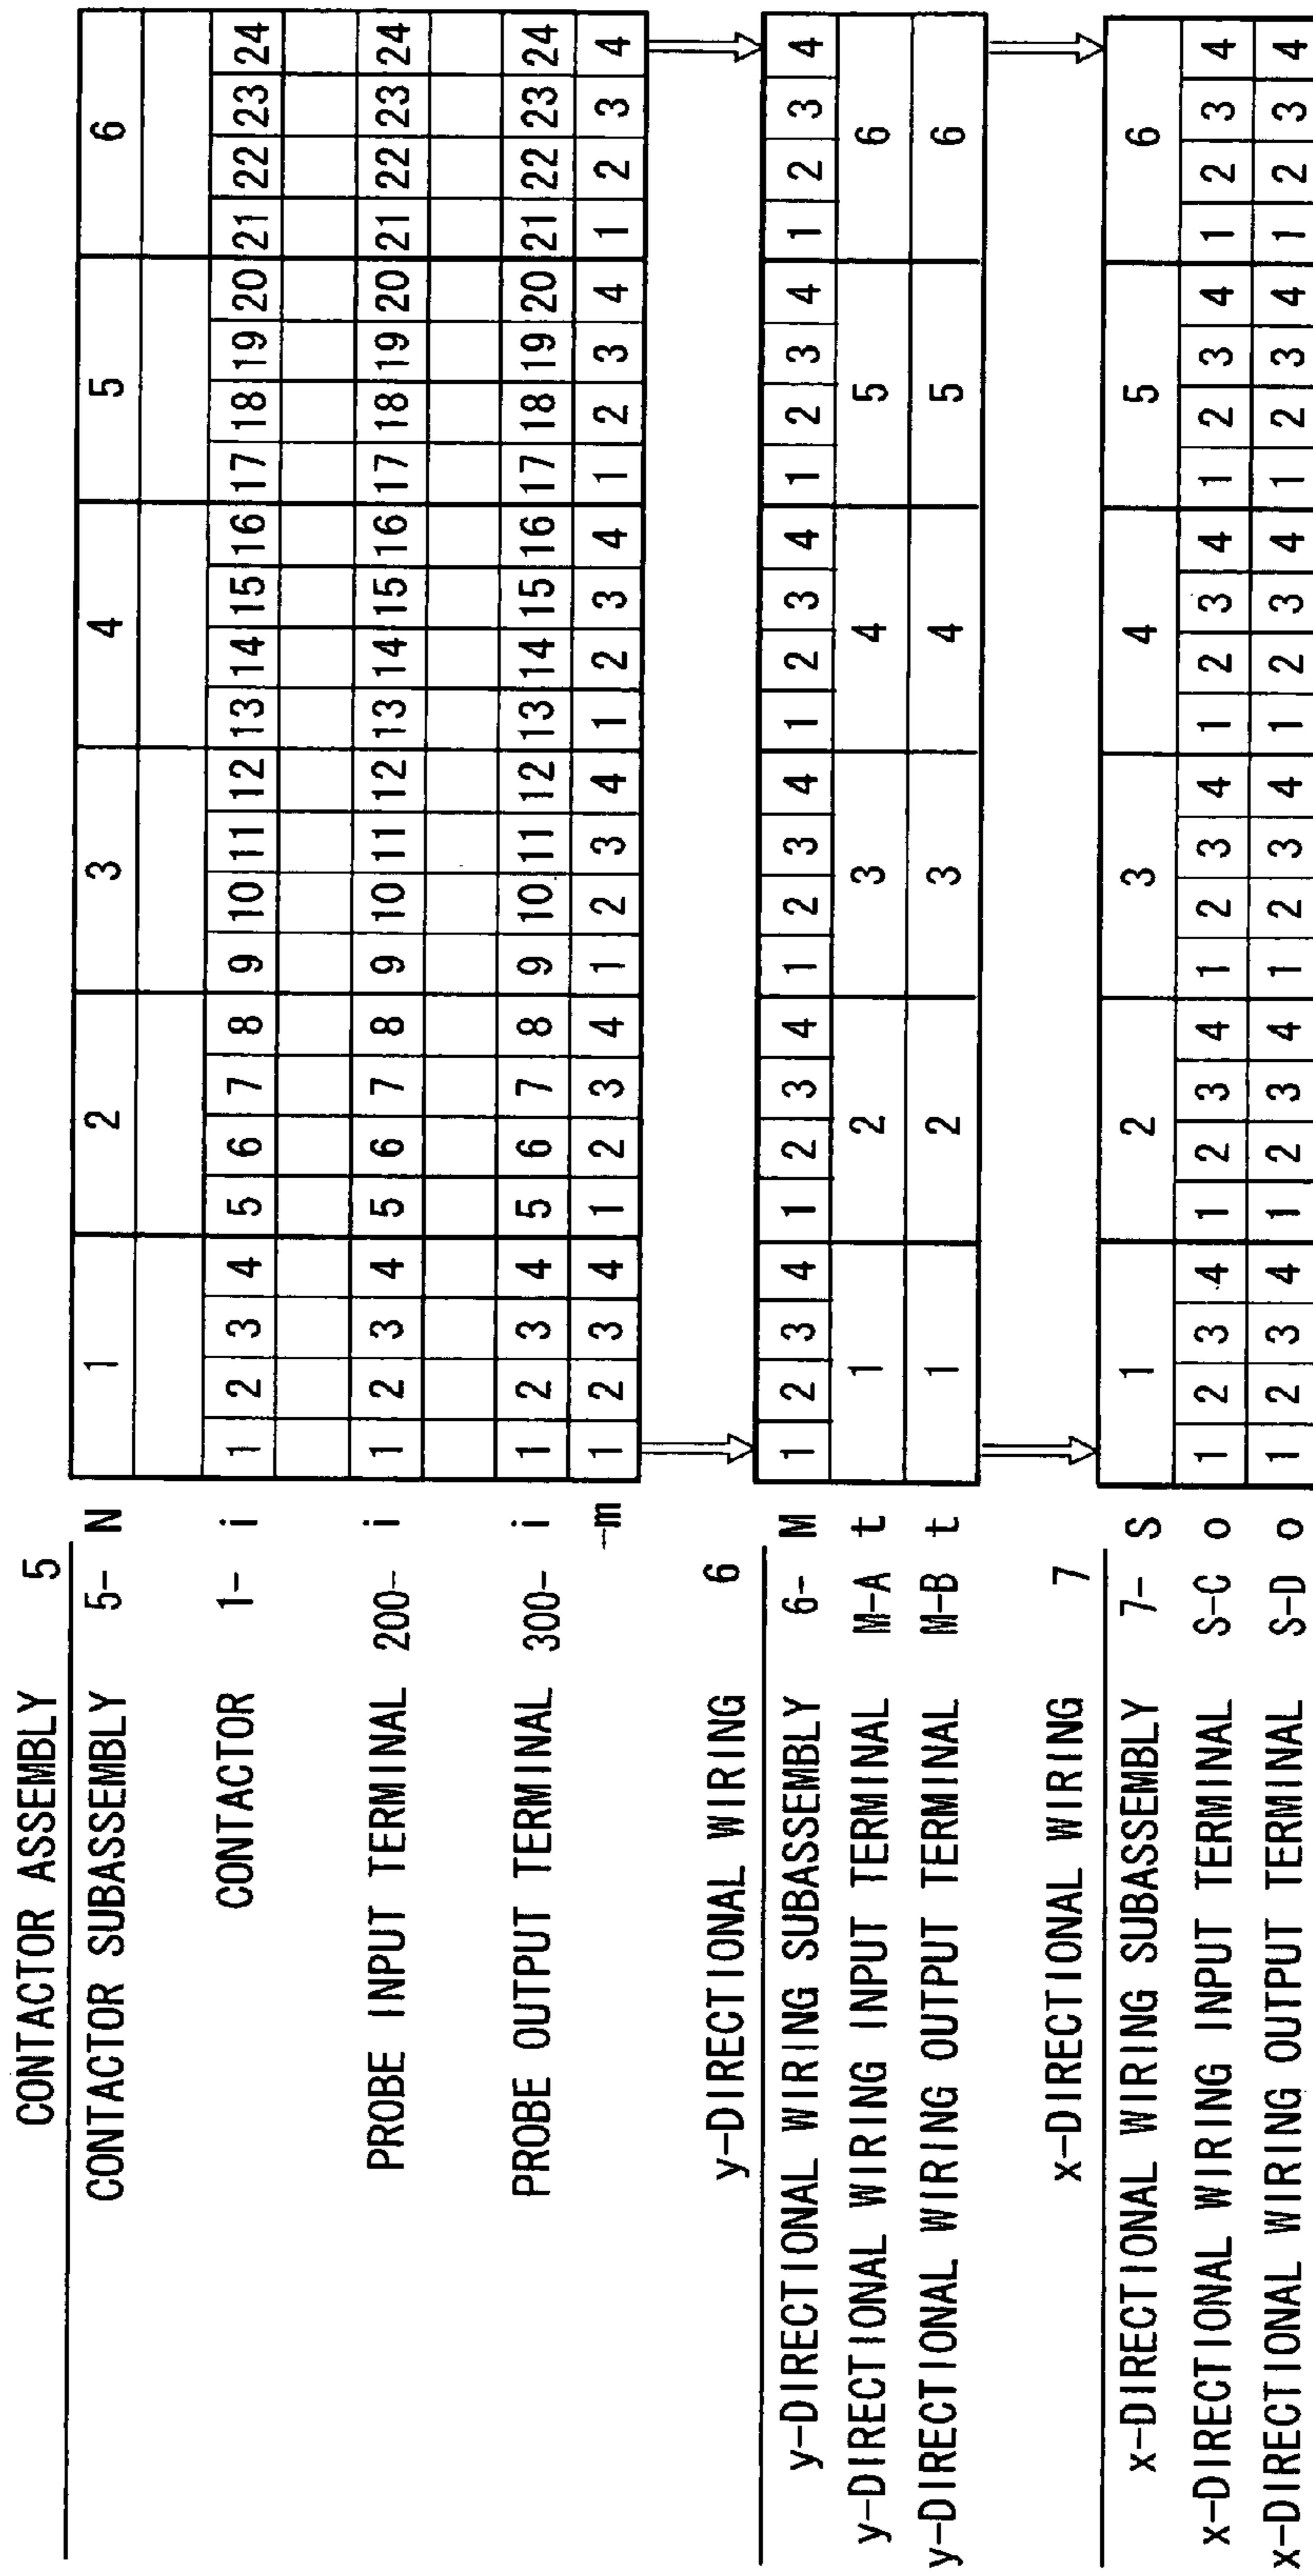 CONTACTOR ASSEMBLY 5
CONTACTOR SUBASSEMBLY 5- N 1 2 3 4 5 6
CONTACTOR 1- i 1 2 3 4 5 6 7 8 9 10 11 12 13 14 15 16 17 18 19 20 21 22 23 24
PROBE INPUT TERMINAL 200- i 1 2 3 4 5 6 7 8 9 10 11 12 13 14 15 16 17 18 19 20 21 22 23 24
PROBE OUTPUT TERMINAL 300- i 1 2 3 4 5 6 7 8 9 10 11 12 13 14 15 16 17 18 19 20 21 22 23 24
-m 1 2 3 4 1 2 3 4 1 2 3 4 1 2 3 4 1 2 3 4 1 2 3 4
y-DIRECTIONAL WIRING 6
y-DIRECTIONAL WIRING SUBASSEMBLY 6- M 1 2 3 4 1 2 3 4 1 2 3 4 1 2 3 4 1 2 3 4 1 2 3 4
y-DIRECTIONAL WIRING INPUT TERMINAL M-A t 1 2 3 4 5 6
y-DIRECTIONAL WIRING OUTPUT TERMINAL M-B t 1 2 3 4 5 6
x-DIRECTIONAL WIRING 7
x-DIRECTIONAL WIRING SUBASSEMBLY 7- S 1 2 3 4 5 6
x-DIRECTIONAL WIRING INPUT TERMINAL S-C o 1 2 3 4 1 2 3 4 1 2 3 4 1 2 3 4 1 2 3 4 1 2 3 4
x-DIRECTIONAL WIRING OUTPUT TERMINAL S-D o 1 2 3 4 1 2 3 4 1 2 3 4 1 2 3 4 1 2 3 4 1 2 3 4